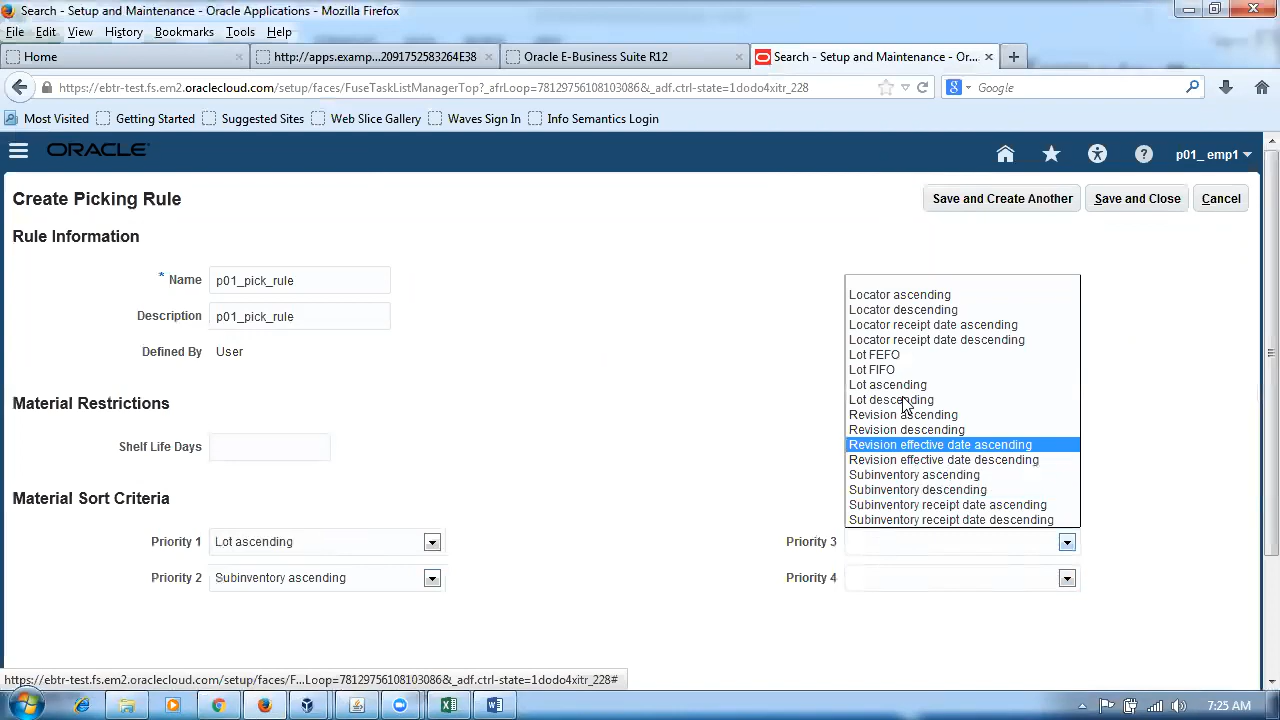 Search - Setup and Maintenance - Oracle Applications - Mozilla Firefox
File Edit View History Bookmarks Tools Help
Home
http://apps.examp...2091752583264E38
Oracle E-Business Suite R12
Search - Setup and Maintenance - Or...
https://ebtr-test.fs.em2.oraclecloud.com/setup/faces/FuseTaskListManagerTop?_afrLoop=7812975610810308&_adf.ctrl-state=1dodo4xitr_228
Google
Most Visited Getting Started Suggested Sites Web Slice Gallery Waves Sign In Info Semantics Location
ORACLE
p01_ emp1
Create Picking Rule
Save and Create Another
Save and Close
Cancel
Rule Information
* Name p01_pick_rule
Description p01_pick_rule
Defined By User
Material Restrictions
Shelf Life Days
Material Sort Criteria
Priority 1 Lot ascending
Priority 2 Subinventory ascending
Locator ascending
Locator descending
Locator receipt date ascending
Locator receipt date descending
Lot FEFO
Lot FIFO
Lot ascending
Lot descending
Revision ascending
Revision descending
Revision effective date ascending
Revision effective date descending
Subinventory ascending
Subinventory descending
Subinventory receipt date ascending
Subinventory receipt date descending
Priority 3
Priority 4
https://ebtr-test.fs.em2.oraclecloud.com/setup/faces/F...Loop=78129756108103086&_adf.ctrl-state=1dodo4xitr_228#
7:25 AM